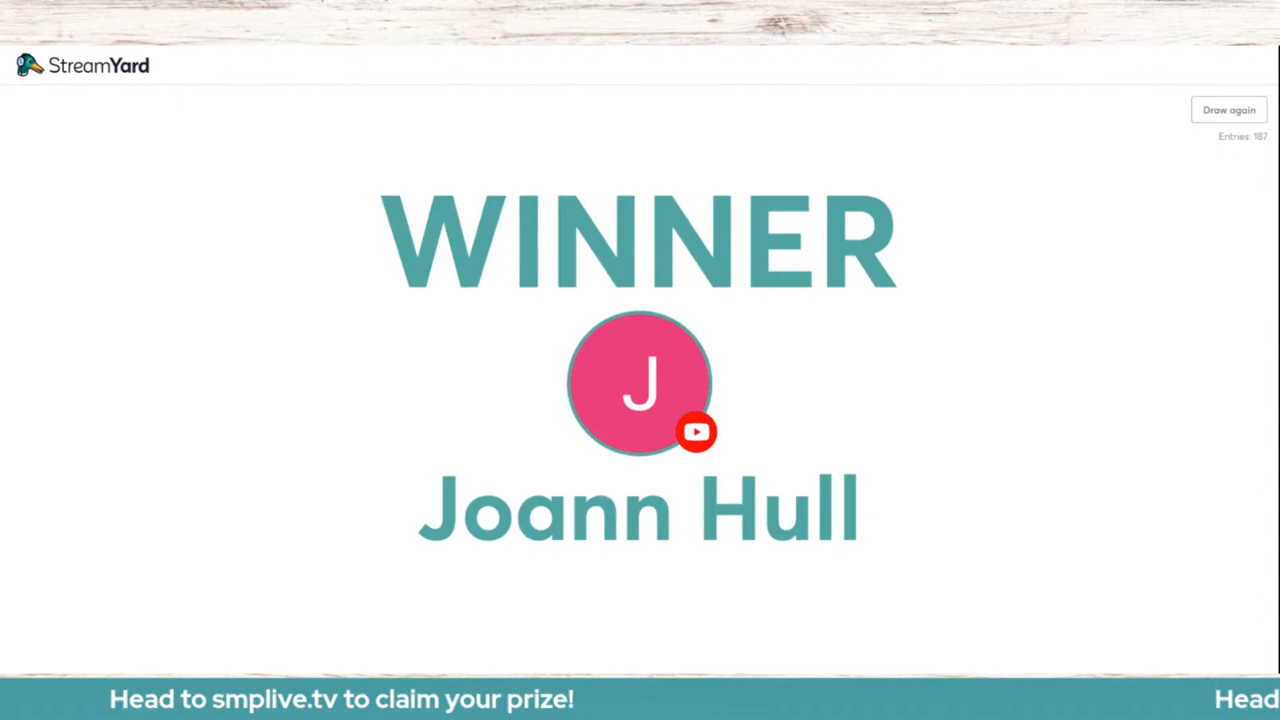 StreamYard
Draw again
Entries: 187
WINNER
J
Joann Hull
Head to smplive.tv to claim your prize!
Head